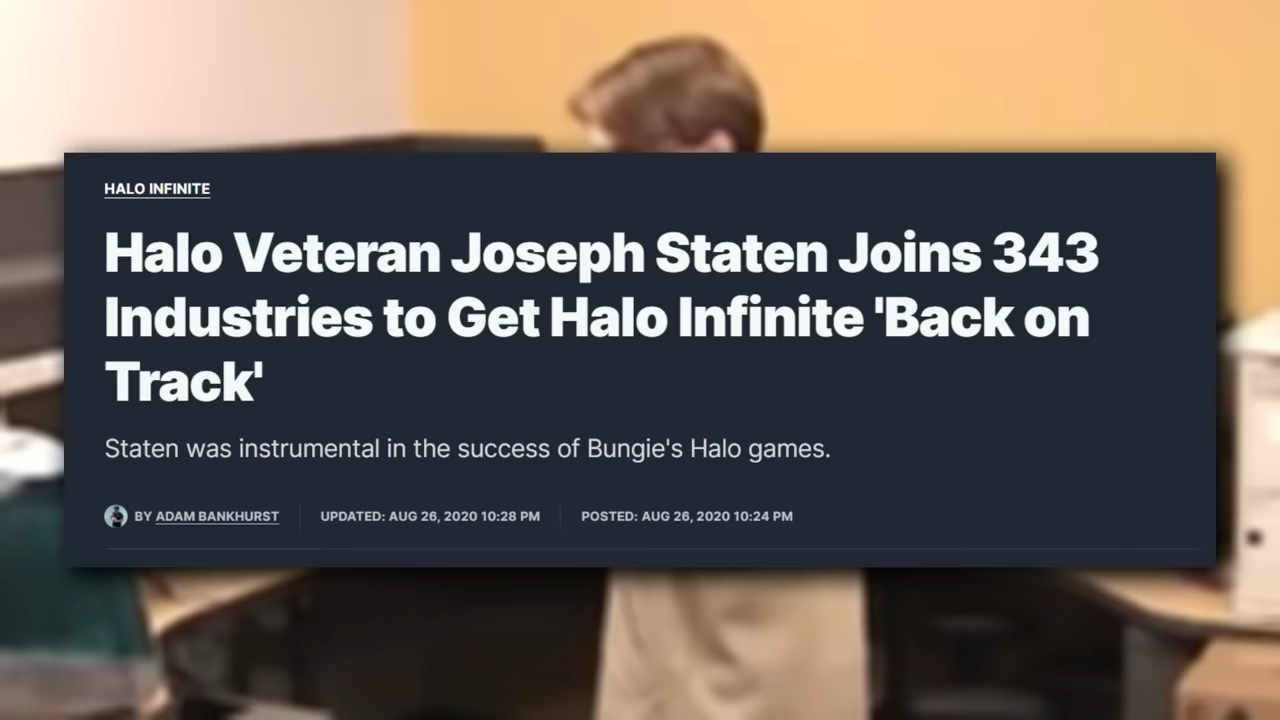 HALO INFINITE
Halo Veteran Joseph Staten Joins 343
Industries to Get Halo Infinite 'Back on
Track'
Staten was instrumental in the success of Bungie's Halo games.
BY ADAM BANKHURST UPDATED: AUG 26, 2020 10:28 PM POSTED: AUG 26, 2020 10:24 PM